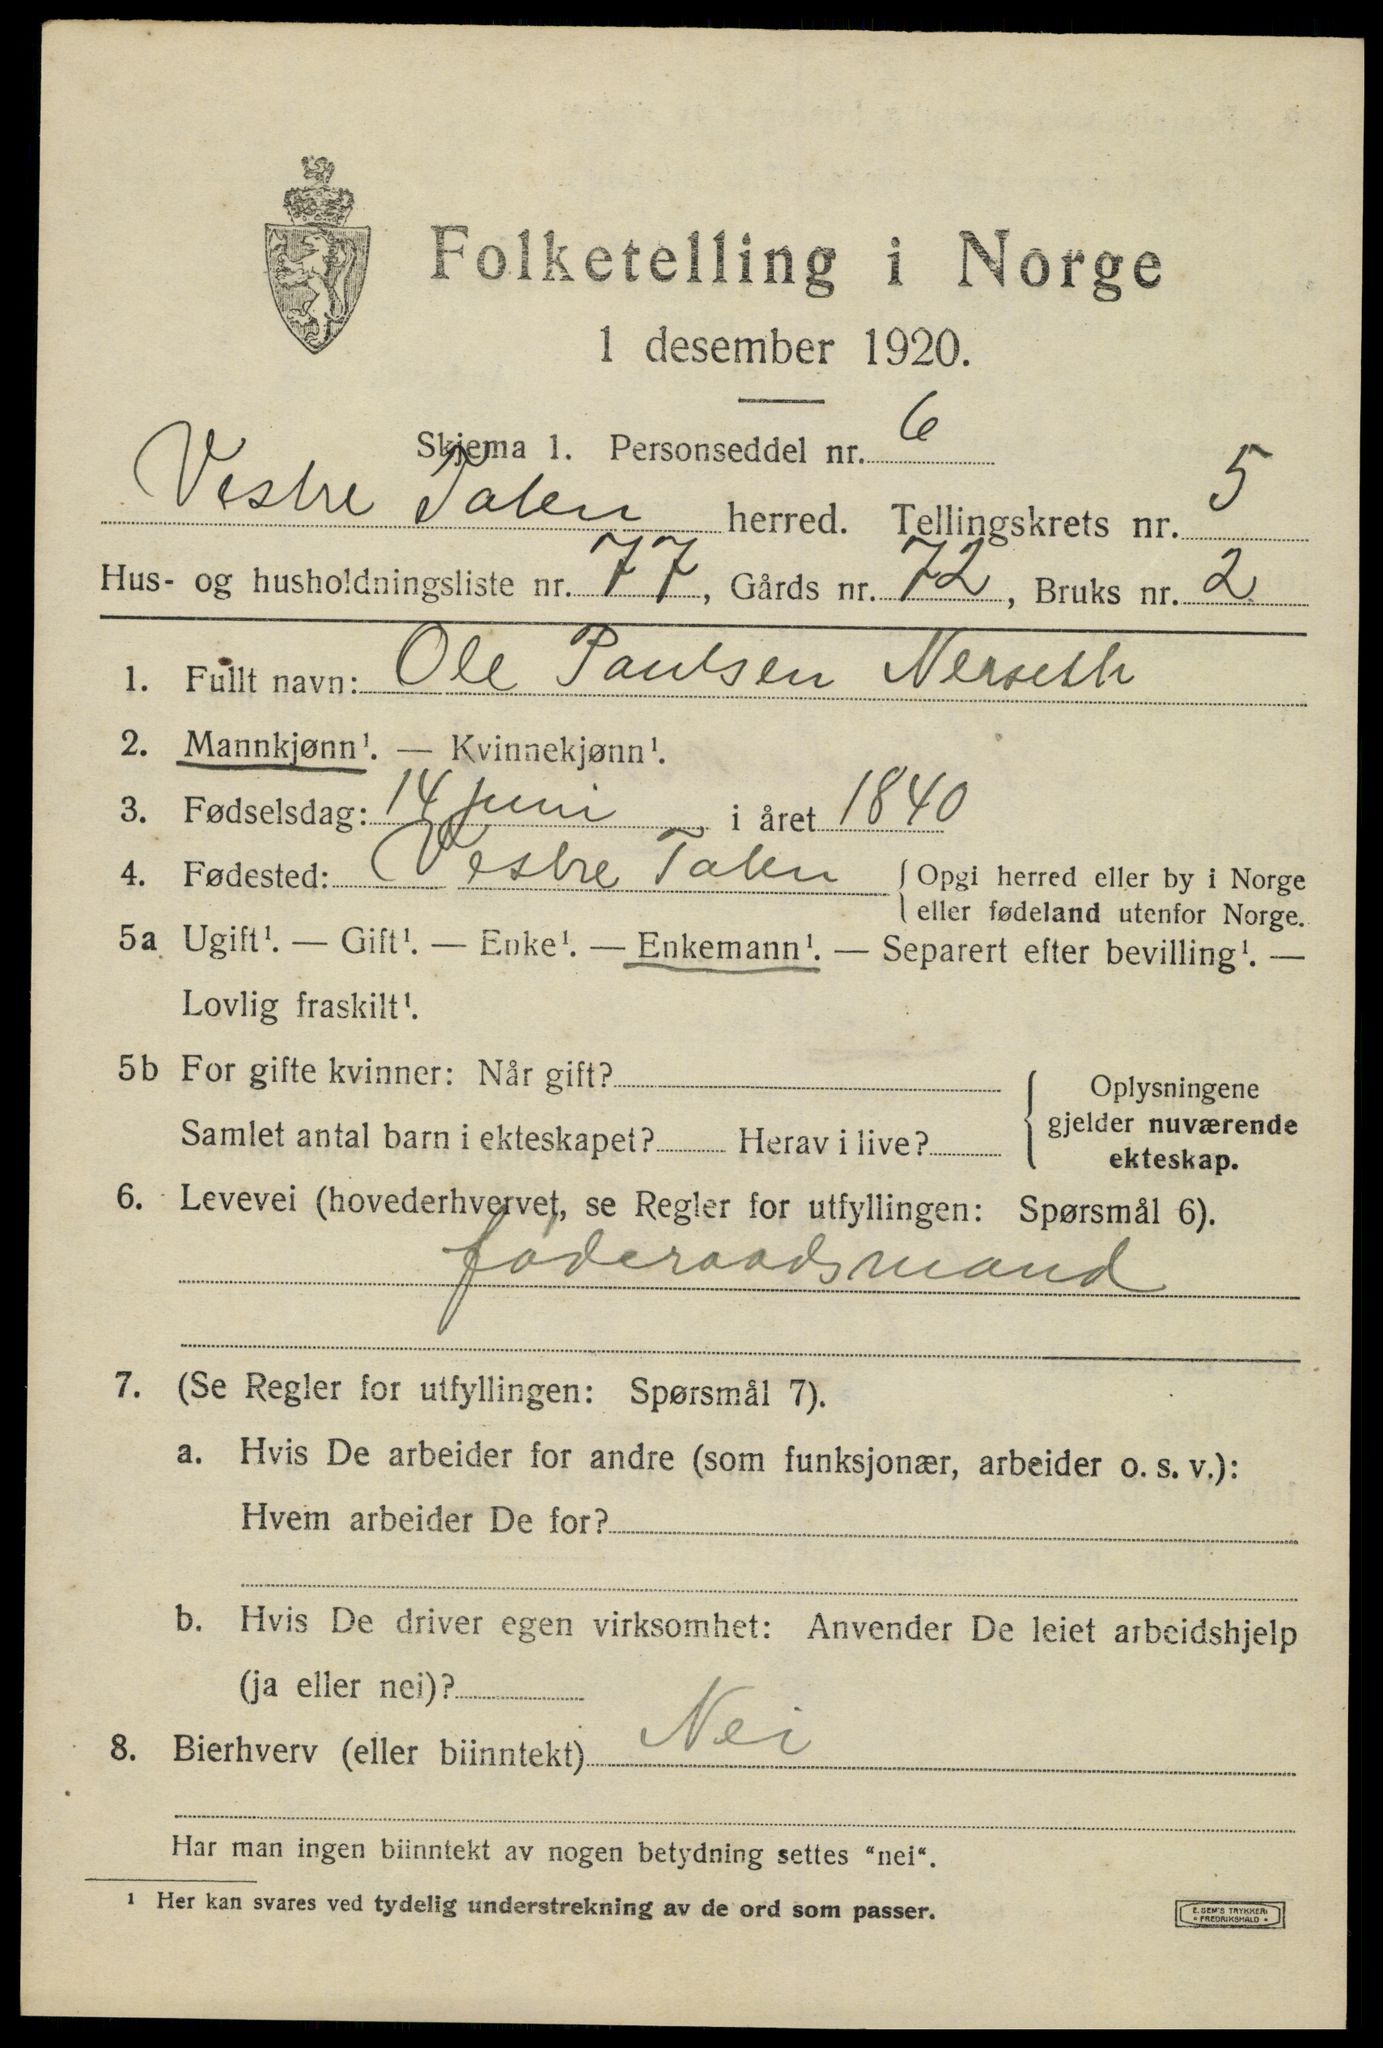 Folketelling i Norge
1 desember 1920.
Skjema 1. Personseddel nr. 6
Vestre Toten herred. Tellingskrets nr. 5
Hus- og husholdningsliste nr. 77, Gårds nr. 72, Bruks nr. 2
1. Fullt navn: Ole Paulsen Nerseth
2. Mannkjønn¹. — Kvinnekjønn¹.
3. Fødselsdag: 14 juni i året 1840
4. Fødested: Vestre Toten { Opgi herred eller by i Norge
eller fødeland utenfor Norge.
5a Ugift¹. — Gift¹. — Enke¹. — Enkemann¹. — Separert efter bevilling¹. —
Lovlig fraskilt¹.
5b For gifte kvinner: Når gift?
Samlet antal barn i ekteskapet? Herav i live?
{ Oplysningene
gjelder nuværende
ekteskap.
6. Levevei (hovederhvervet, se Regler for utfyllingen: Spørsmål 6).
føderaadsmand
7. (Se Regler for utfyllingen: Spørsmål 7).
a. Hvis De arbeider for andre (som funksjonær, arbeider o. s. v.):
Hvem arbeider De for?
b. Hvis De driver egen virksomhet: Anvender De leiet arbeidshjelp
(ja eller nei)?
8. Bierhverv (eller biinntekt) Nei
Har man ingen biinntekt av nogen betydning settes "nei".
¹ Her kan svares ved tydelig understrekning av de ord som passer.
E. SEM'S TRYKKERI
• FREDRIKSHALD •